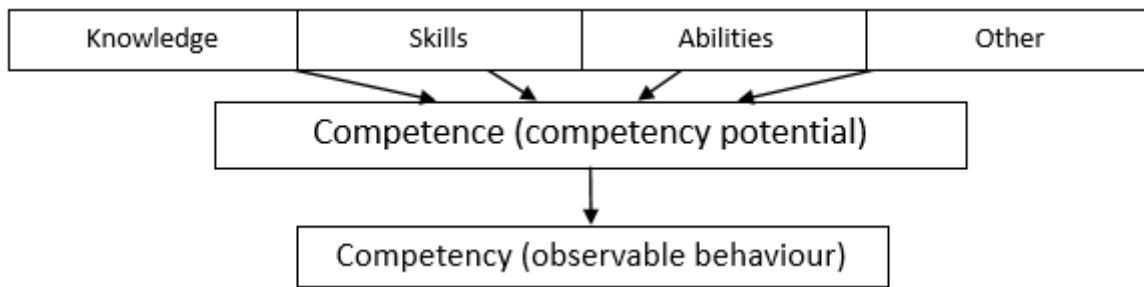 Knowledge
Skills
Abilities
Other
Competence (competency potential)
Competency (observable behaviour)